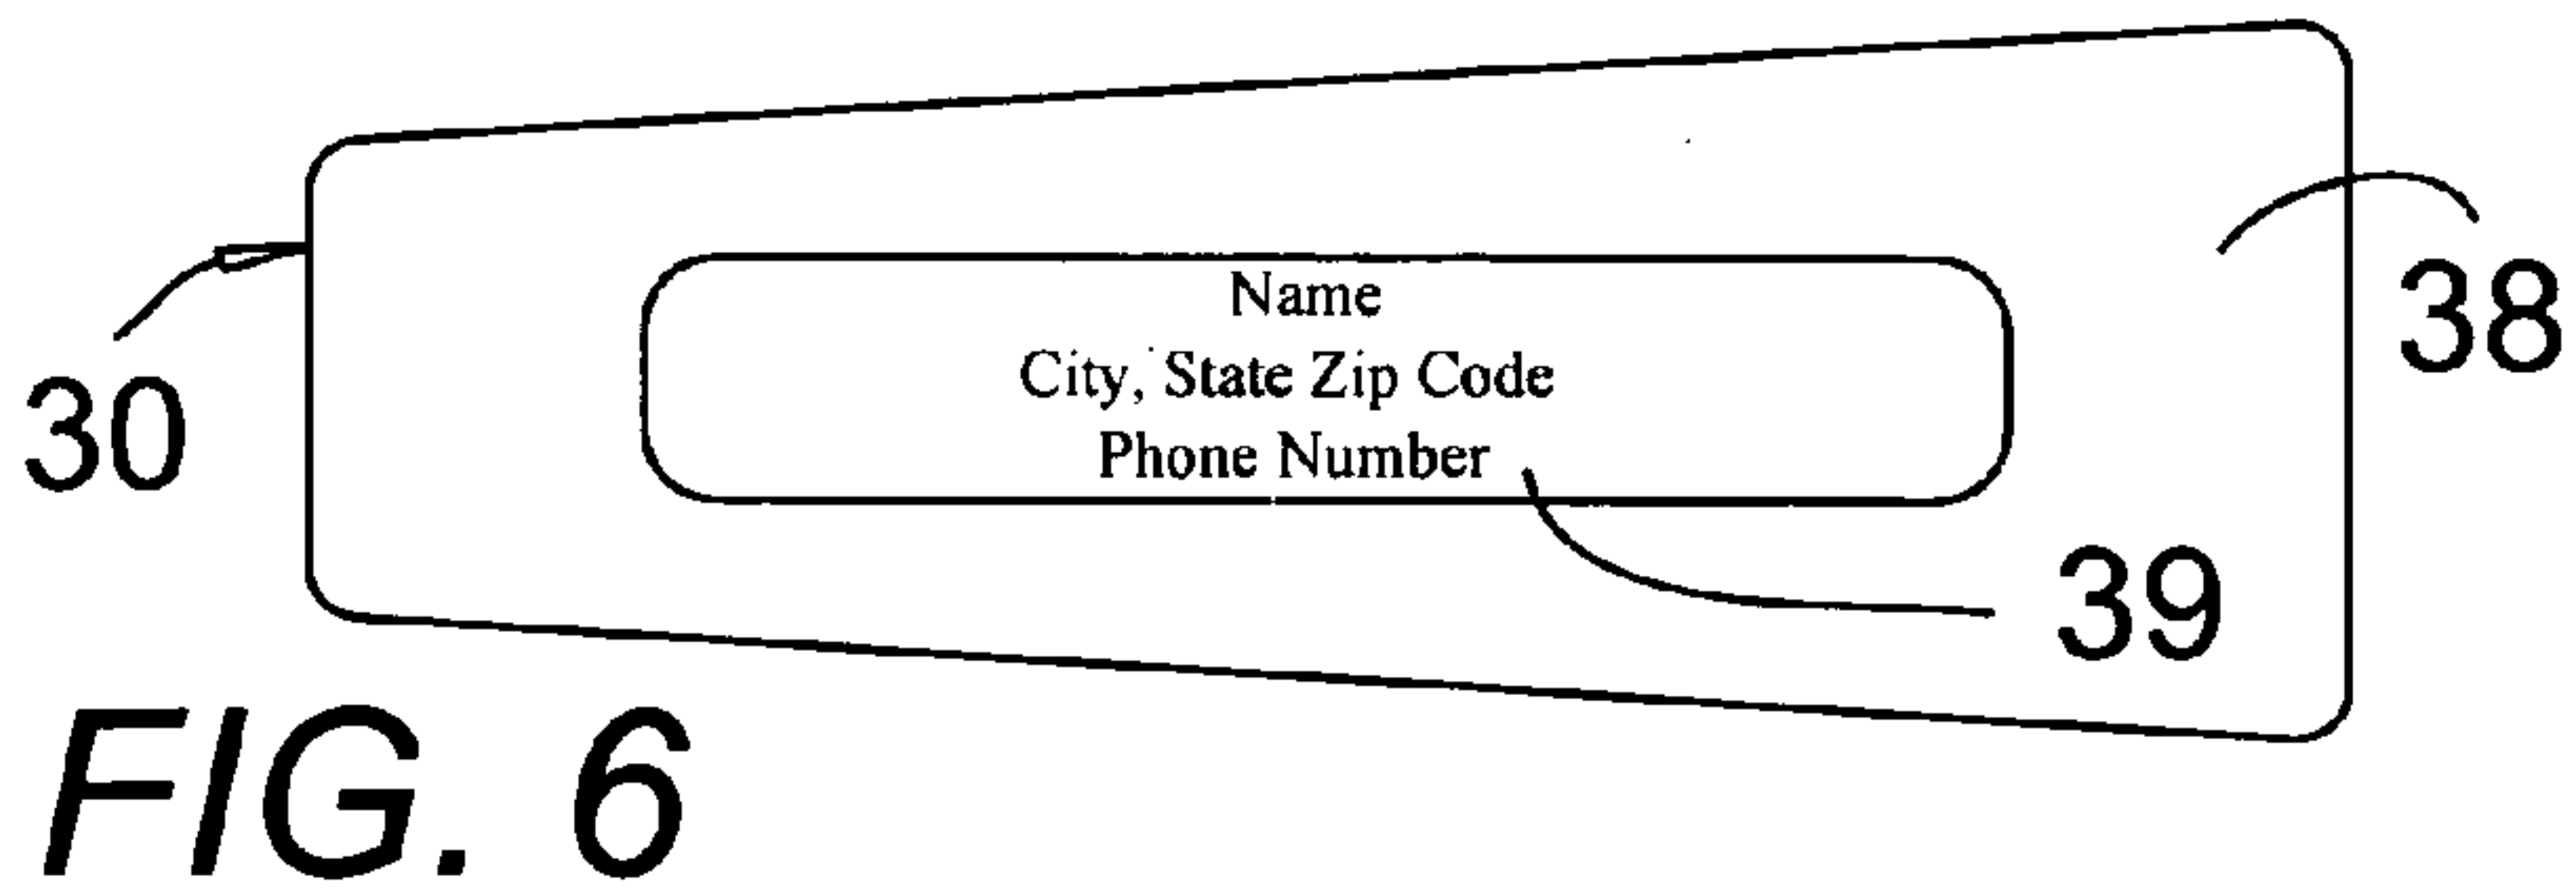 Name
City, State Zip Code
Phone Number
30
38
39
FIG. 6